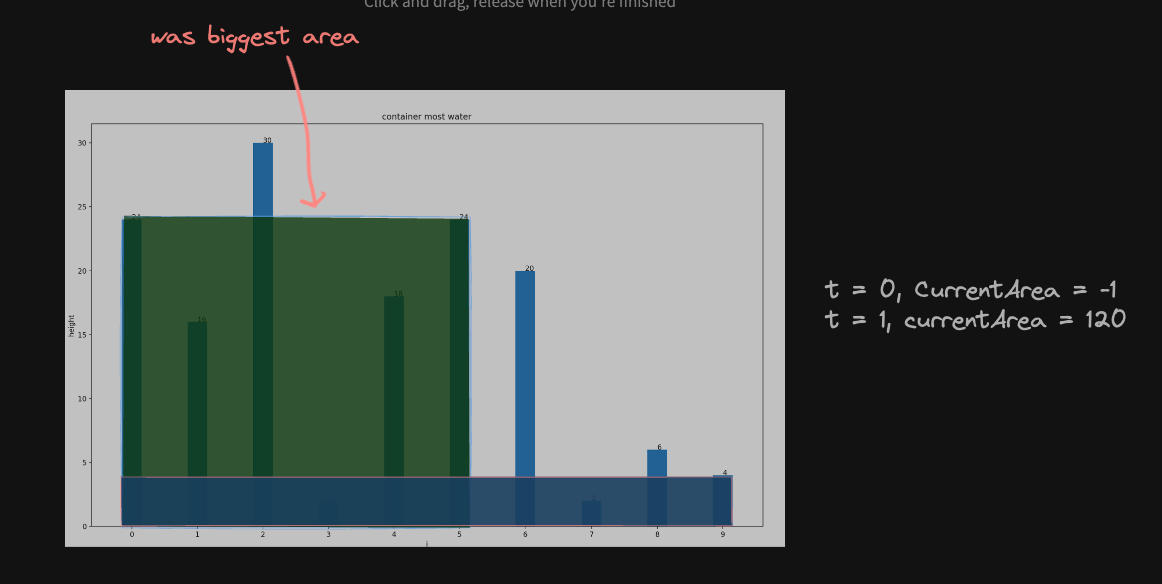 Click and drag, release when you're finished
was biggest area
container most water
30
25
20
15
10
5
0
height
24
16
30
18
24
20
2
6
4
0 1 2 3 4 5 6 7 8 9
i
t = 0, CurrentArea = -1
t = 1, currentArea = 120